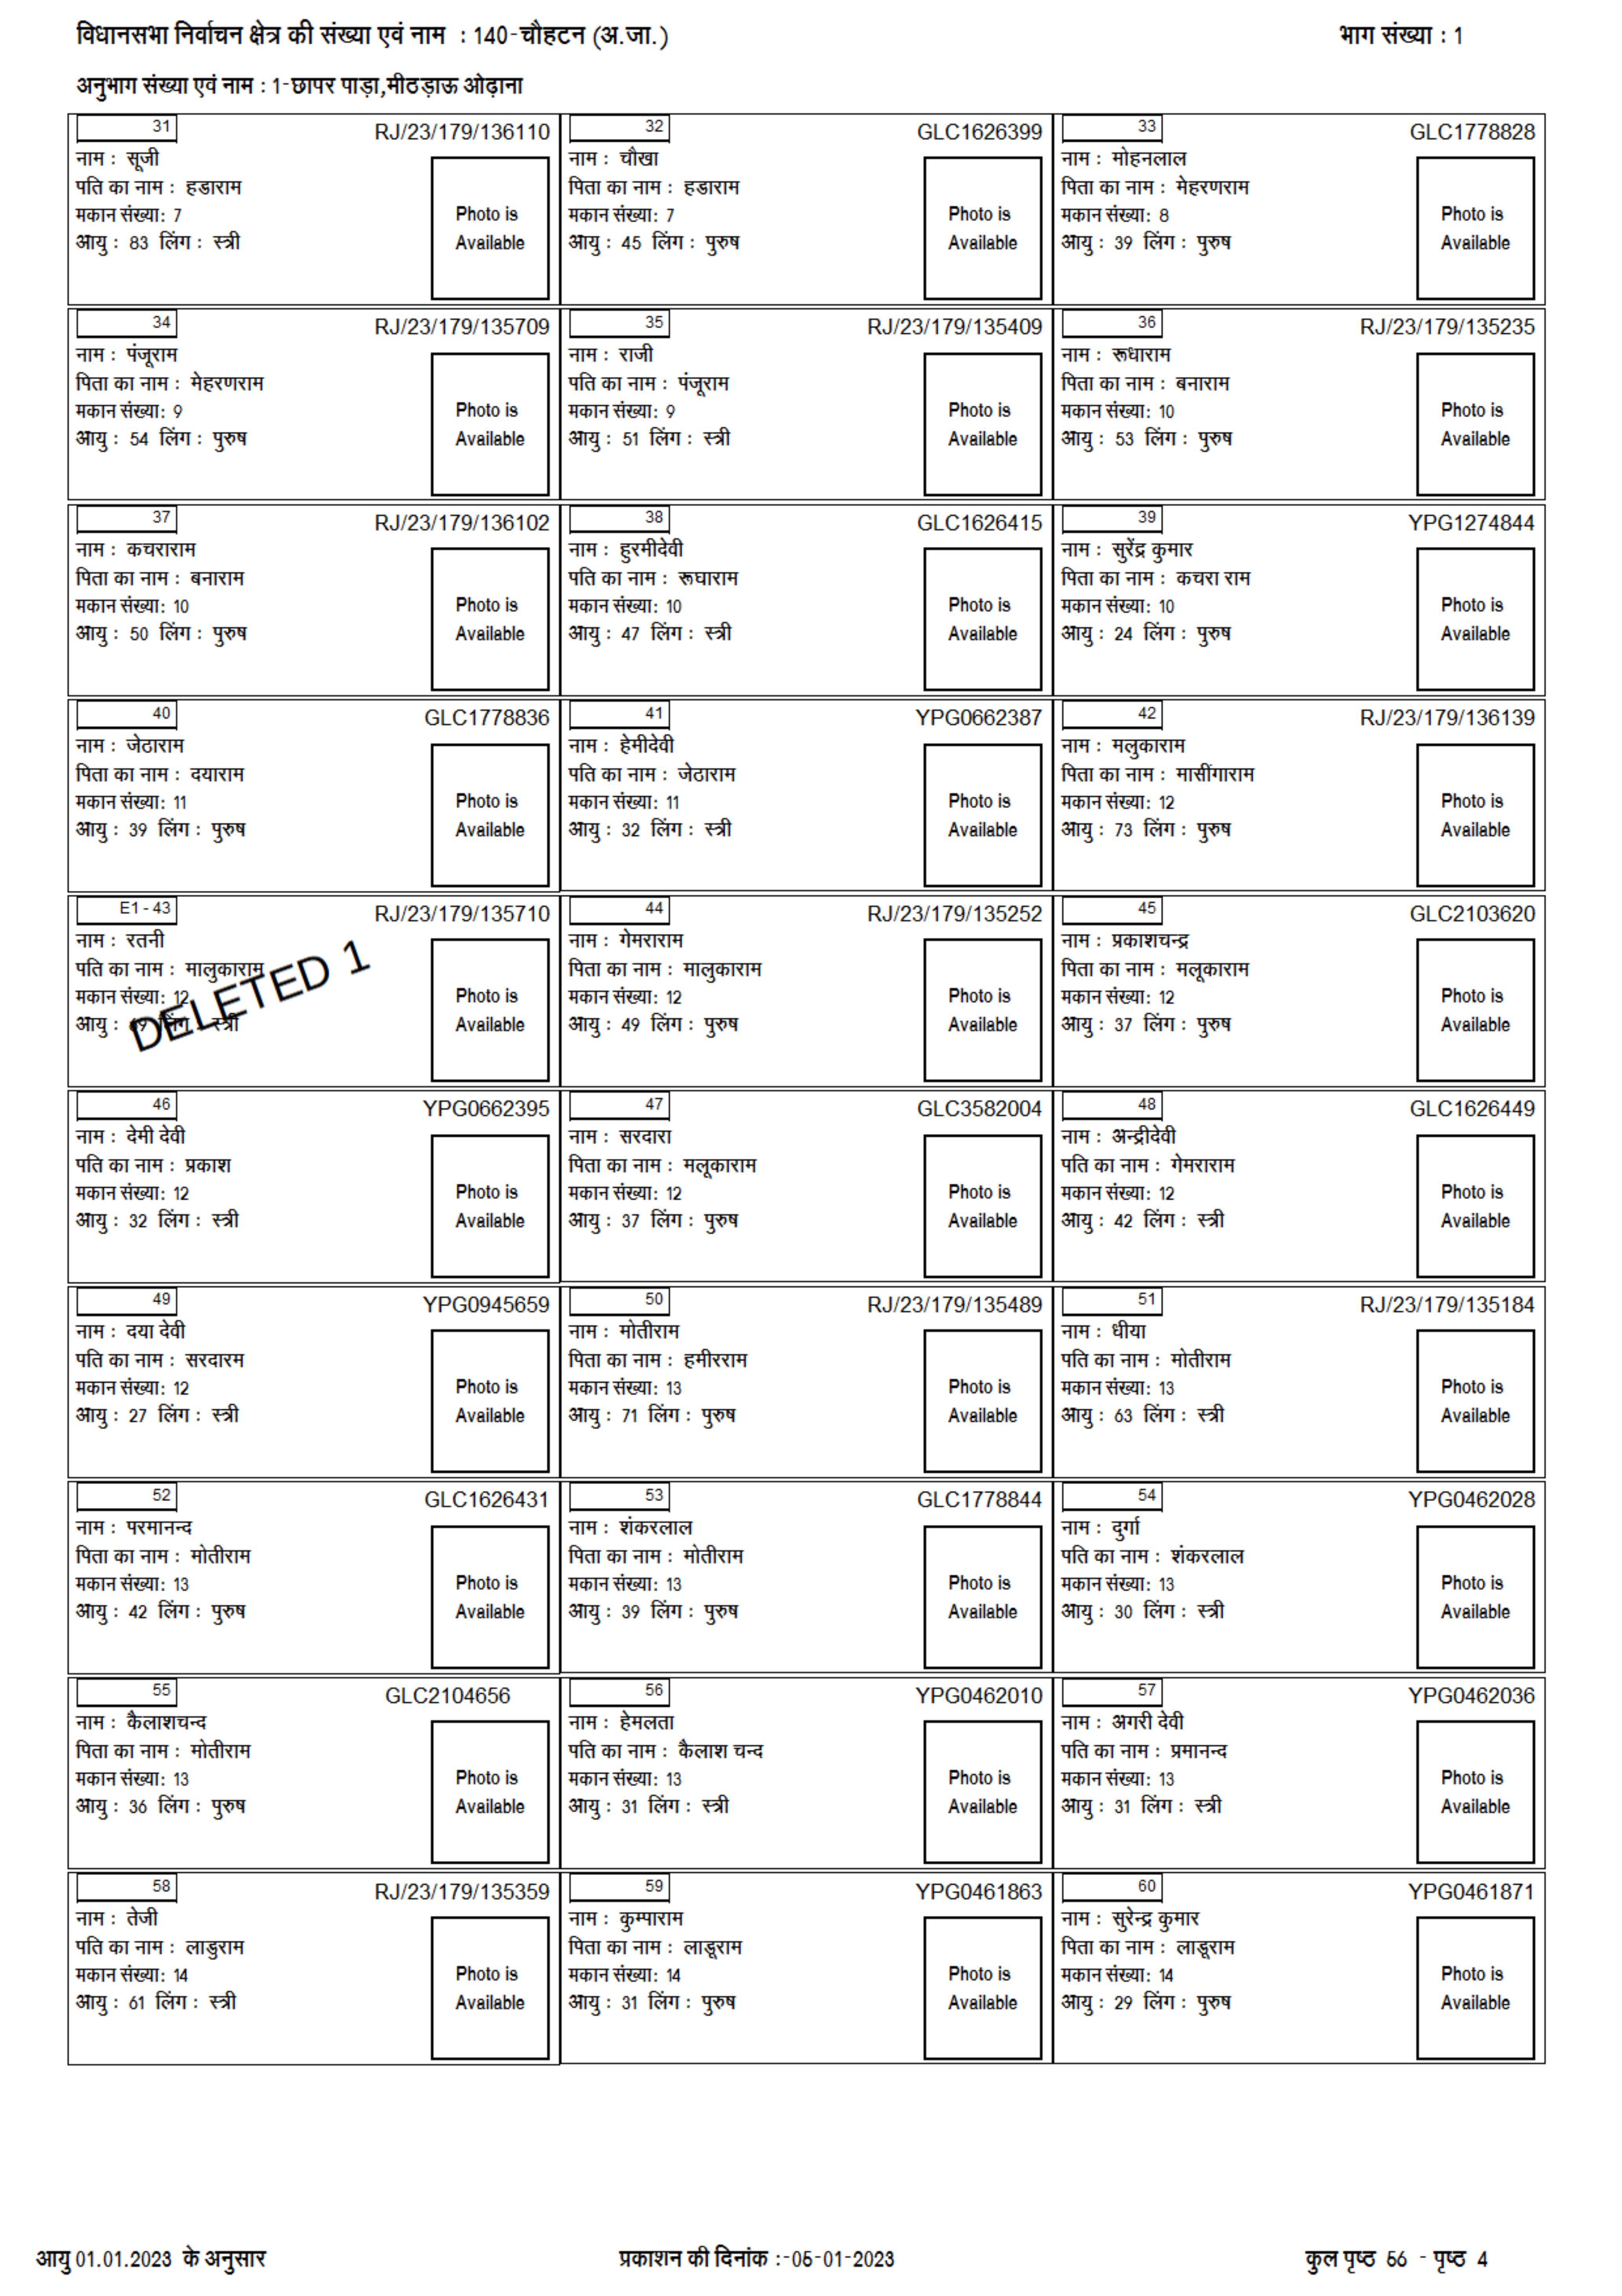 विधानसभा निर्वाचन क्षेत्र की संख्या एवं नाम : 140-चौहटन (अ.जा.) भाग संख्या : 1
अनुभाग संख्या एवं नाम : 1-छापर पाड़ा,मीठड़ाऊ ओढ़ाना
31 RJ/23/179/136110
नाम : सूजी
पति का नाम : हडाराम
मकान संख्या: 7
आयु : 83 लिंग : स्त्री
Photo is
Available
32 GLC1626399
नाम : चौखा
पिता का नाम : हडाराम
मकान संख्या: 7
आयु : 45 लिंग : पुरुष
Photo is
Available
33 GLC1778828
नाम : मोहनलाल
पिता का नाम : मेहरणराम
मकान संख्या: 8
आयु : 39 लिंग : पुरुष
Photo is
Available
34 RJ/23/179/135709
नाम : पंजूराम
पिता का नाम : मेहरणराम
मकान संख्या: 9
आयु : 54 लिंग : पुरुष
Photo is
Available
35 RJ/23/179/135409
नाम : राजी
पति का नाम : पंजूराम
मकान संख्या: 9
आयु : 51 लिंग : स्त्री
Photo is
Available
36 RJ/23/179/135235
नाम : रूधाराम
पिता का नाम : बनाराम
मकान संख्या: 10
आयु : 53 लिंग : पुरुष
Photo is
Available
37 RJ/23/179/136102
नाम : कचराराम
पिता का नाम : बनाराम
मकान संख्या: 10
आयु : 50 लिंग : पुरुष
Photo is
Available
38 GLC1626415
नाम : हुरमीदेवी
पति का नाम : रूघाराम
मकान संख्या: 10
आयु : 47 लिंग : स्त्री
Photo is
Available
39 YPG1274844
नाम : सुरेंद्र कुमार
पिता का नाम : कचरा राम
मकान संख्या: 10
आयु : 24 लिंग : पुरुष
Photo is
Available
40 GLC1778836
नाम : जेठाराम
पिता का नाम : दयाराम
मकान संख्या: 11
आयु : 39 लिंग : पुरुष
Photo is
Available
41 YPG0662387
नाम : हेमीदेवी
पति का नाम : जेठाराम
मकान संख्या: 11
आयु : 32 लिंग : स्त्री
Photo is
Available
42 RJ/23/179/136139
नाम : मलुकाराम
पिता का नाम : मासींगाराम
मकान संख्या: 12
आयु : 73 लिंग : पुरुष
Photo is
Available
E1 - 43 RJ/23/179/135710
नाम : रतनी
पति का नाम : मालुकाराम
मकान संख्या: 12
आयु : 69 लिंग : स्त्री
DELETED 1
Photo is
Available
44 RJ/23/179/135252
नाम : गेमराराम
पिता का नाम : मालुकाराम
मकान संख्या: 12
आयु : 49 लिंग : पुरुष
Photo is
Available
45 GLC2103620
नाम : प्रकाशचन्द्र
पिता का नाम : मलूकाराम
मकान संख्या: 12
आयु : 37 लिंग : पुरुष
Photo is
Available
46 YPG0662395
नाम : देमी देवी
पति का नाम : प्रकाश
मकान संख्या: 12
आयु : 32 लिंग : स्त्री
Photo is
Available
47 GLC3582004
नाम : सरदारा
पिता का नाम : मलूकाराम
मकान संख्या: 12
आयु : 37 लिंग : पुरुष
Photo is
Available
48 GLC1626449
नाम : अन्द्रीदेवी
पति का नाम : गेमराराम
मकान संख्या: 12
आयु : 42 लिंग : स्त्री
Photo is
Available
49 YPG0945659
नाम : दया देवी
पति का नाम : सरदारम
मकान संख्या: 12
आयु : 27 लिंग : स्त्री
Photo is
Available
50 RJ/23/179/135489
नाम : मोतीराम
पिता का नाम : हमीरराम
मकान संख्या: 13
आयु : 71 लिंग : पुरुष
Photo is
Available
51 RJ/23/179/135184
नाम : धीया
पति का नाम : मोतीराम
मकान संख्या: 13
आयु : 63 लिंग : स्त्री
Photo is
Available
52 GLC1626431
नाम : परमानन्द
पिता का नाम : मोतीराम
मकान संख्या: 13
आयु : 42 लिंग : पुरुष
Photo is
Available
53 GLC1778844
नाम : शंकरलाल
पिता का नाम : मोतीराम
मकान संख्या: 13
आयु : 39 लिंग : पुरुष
Photo is
Available
54 YPG0462028
नाम : दुर्गा
पति का नाम : शंकरलाल
मकान संख्या: 13
आयु : 30 लिंग : स्त्री
Photo is
Available
55 GLC2104656
नाम : कैलाशचन्द
पिता का नाम : मोतीराम
मकान संख्या: 13
आयु : 36 लिंग : पुरुष
Photo is
Available
56 YPG0462010
नाम : हेमलता
पति का नाम : कैलाश चन्द
मकान संख्या: 13
आयु : 31 लिंग : स्त्री
Photo is
Available
57 YPG0462036
नाम : अगरी देवी
पति का नाम : प्रमानन्द
मकान संख्या: 13
आयु : 31 लिंग : स्त्री
Photo is
Available
58 RJ/23/179/135359
नाम : तेजी
पति का नाम : लाडुराम
मकान संख्या: 14
आयु : 61 लिंग : स्त्री
Photo is
Available
59 YPG0461863
नाम : कुम्पाराम
पिता का नाम : लाडूराम
मकान संख्या: 14
आयु : 31 लिंग : पुरुष
Photo is
Available
60 YPG0461871
नाम : सुरेन्द्र कुमार
पिता का नाम : लाडूराम
मकान संख्या: 14
आयु : 29 लिंग : पुरुष
Photo is
Available
आयु 01.01.2023 के अनुसार प्रकाशन की दिनांक :-05-01-2023 कुल पृष्ठ 56 - पृष्ठ 4